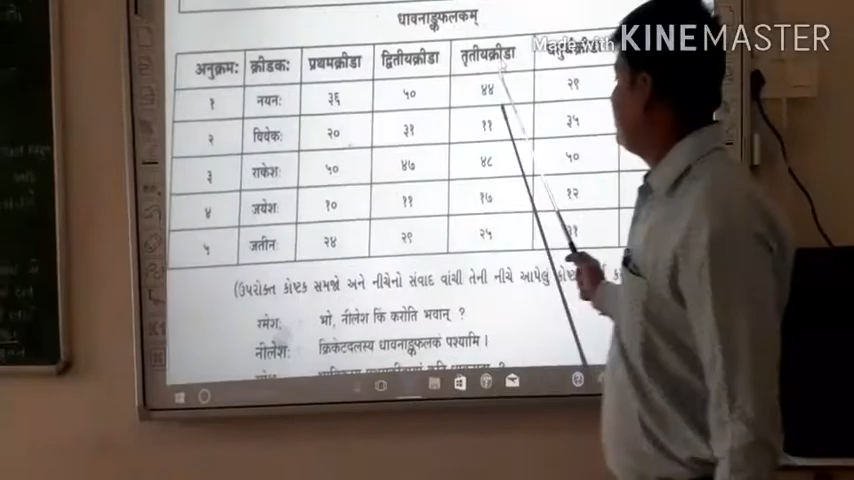 धावनाङ्कफलकम्
Made with KINEMASTER
अनुक्रमः क्रीडकः प्रथमक्रीडा द्वितीयक्रीडा तृतीयक्रीडा
१ नयनः ३६ ५० ४४ २९
२ विवेकः २० ३१ ११ ३५
३ राकेशः ५० ४७ ४८ ५०
४ जयेशः १० ११ १७ १२
५ जतीनः २४ २९ २५ २१
(ઉપરોક્ત કોષ્ટક સમજો અને નીચેનો સંવાદ વાંચી તેની નીચે આપેલું કોષ્ટક
रमेशः भो, नीलेश किं करोति भवान् ?
नीलेशः क्रिकेटदलस्य धावनाङ्कफलकं पश्यामि ।